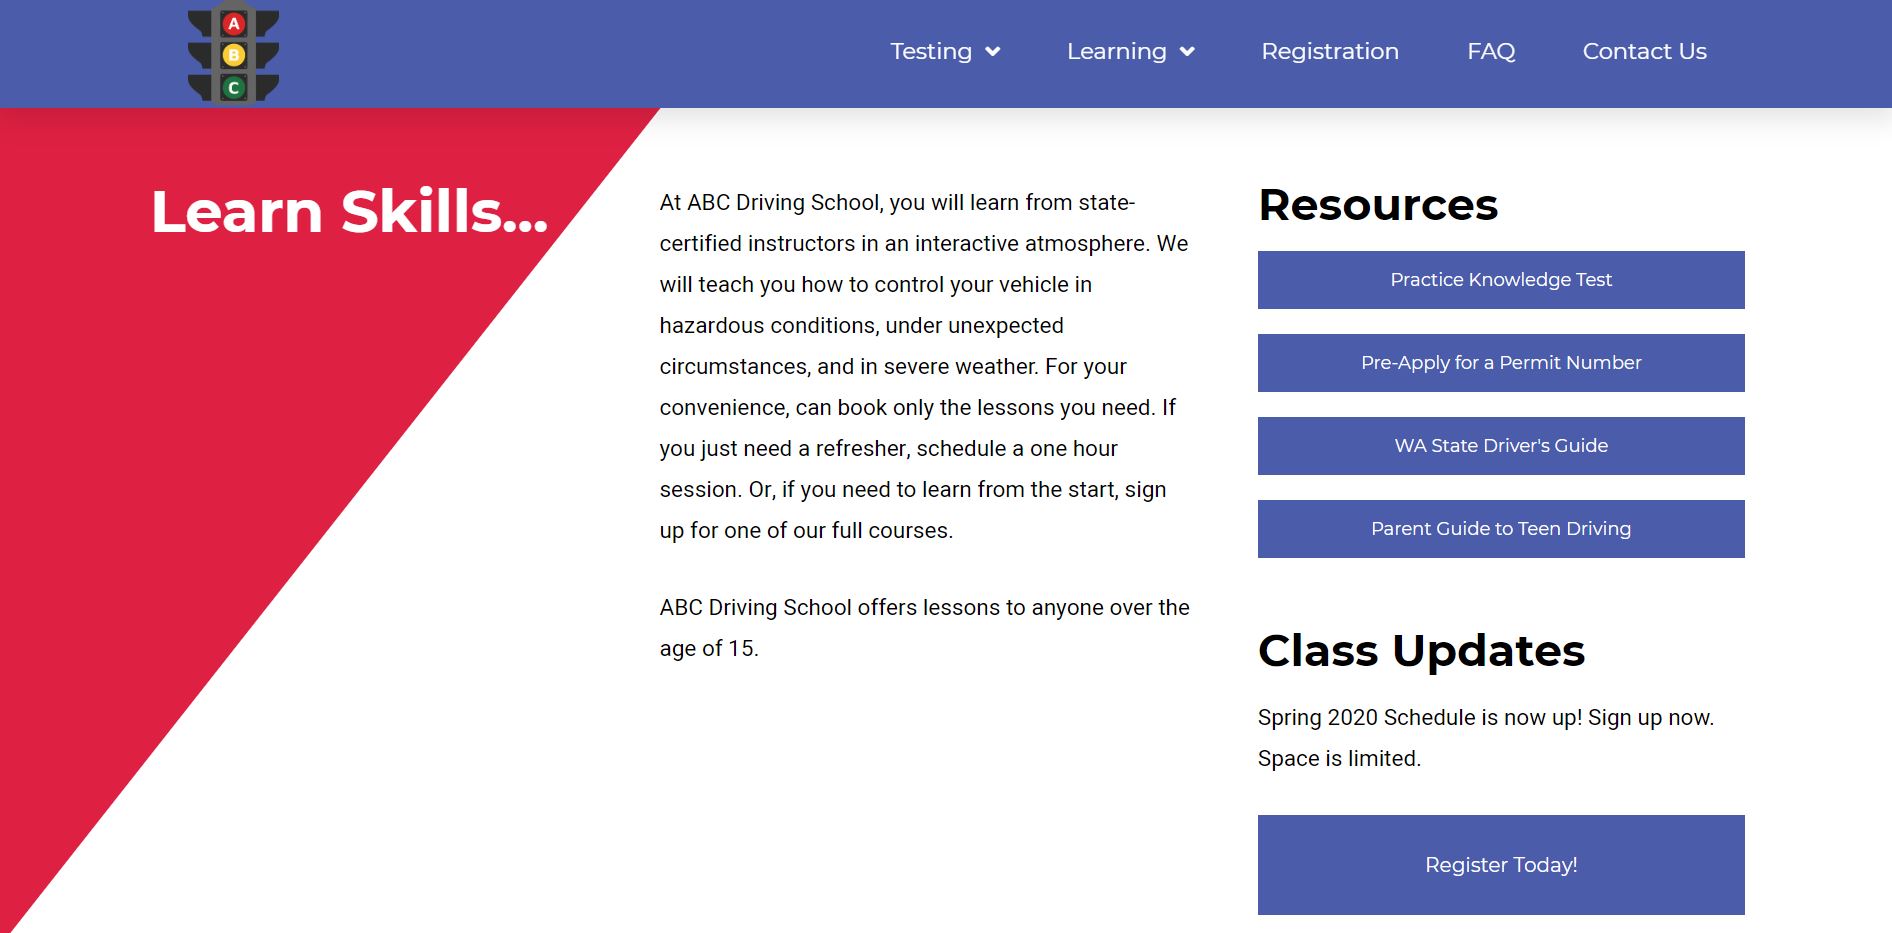 A
B
C
Testing
Learning
Registration
FAQ
Contact Us
Learn Skills...
At ABC Driving School, you will learn from state-
certified instructors in an interactive atmosphere. We
will teach you how to control your vehicle in
hazardous conditions, under unexpected
circumstances, and in severe weather. For your
convenience, can book only the lessons you need. If
you just need a refresher, schedule a one hour
session. Or, if you need to learn from the start, sign
up for one of our full courses.
ABC Driving School offers lessons to anyone over the
age of 15.
Resources
Practice Knowledge Test
Pre-Apply for a Permit Number
WA State Driver's Guide
Parent Guide to Teen Driving
Class Updates
Spring 2020 Schedule is now up! Sign up now.
Space is limited.
Register Today!